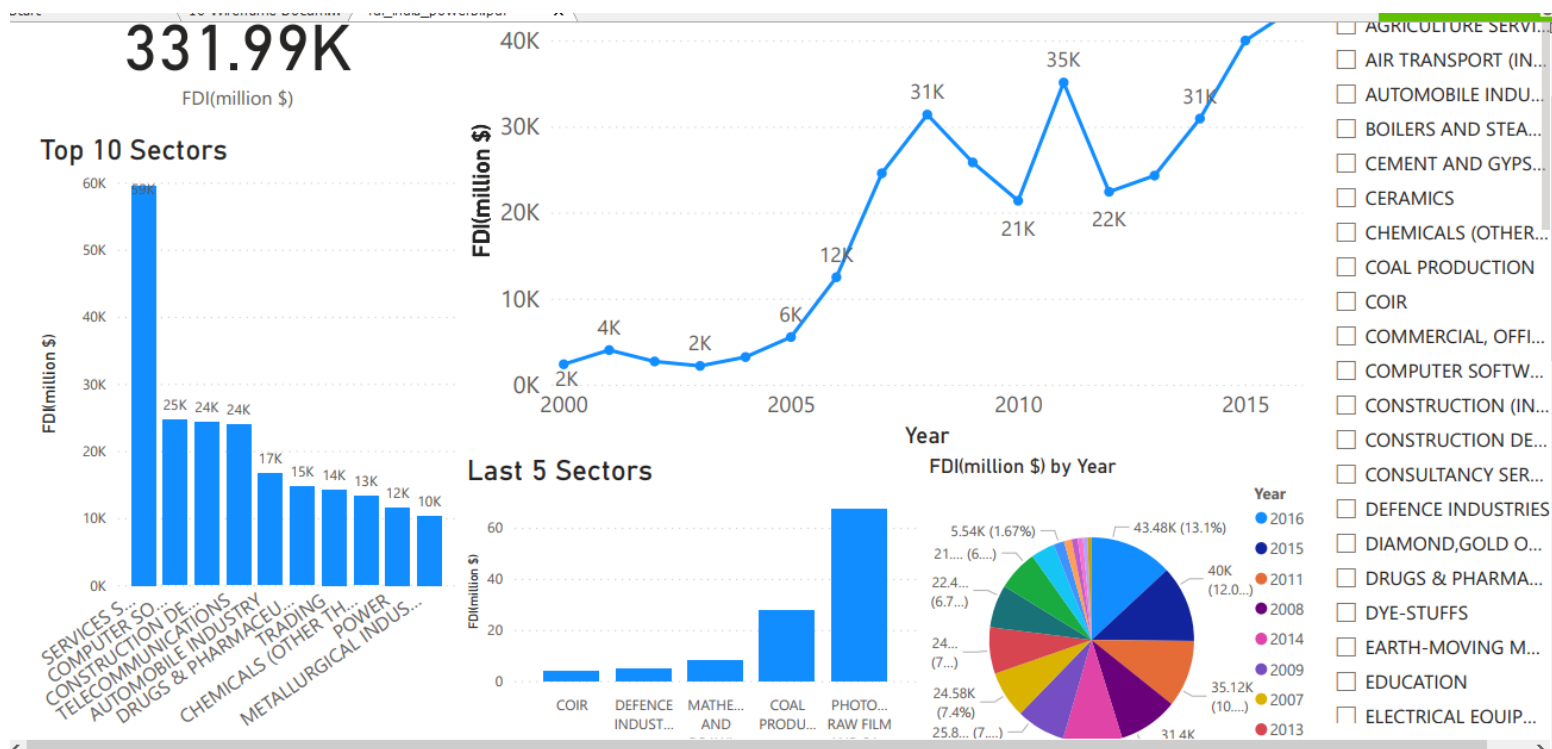 331.99K
FDI(million $)
Top 10 Sectors
60K
50K
40K
30K
20K
10K
0K
FDI(million $)
59K
25K
24K
24K
17K
15K
14K
13K
12K
10K
SERVICES S...
COMPUTER SO...
CONSTRUCTION DE...
TELECOMMUNICATIONS
AUTOMOBILE INDUSTRY
DRUGS & PHARMACEU...
TRADING
CHEMICALS (OTHER TH...
POWER
METALLURGICAL INDUS...
FDI(million $)
40K
30K
20K
10K
0K
2K
4K
2K
6K
12K
31K
21K
35K
22K
31K
2000
2005
2010
2015
Year
Last 5 Sectors
FDI(million $)
60
40
20
0
COIR
DEFENCE
INDUST...
MATHE...
AND
COAL
PRODU...
PHOTO...
RAW FILM
FDI(million $) by Year
43.48K (13.1%)
40K
(12.0...)
35.12K
(10....)
31.4K
25.8... (7....)
24.58K
(7.4%)
24...
(7...)
22.4...
(6.7...)
21.... (6....)
5.54K (1.67%)
Year
2016
2015
2011
2008
2014
2009
2007
2013
AGRICULTURE SERVI...
AIR TRANSPORT (IN...
AUTOMOBILE INDU...
BOILERS AND STEA...
CEMENT AND GYPS...
CERAMICS
CHEMICALS (OTHER...
COAL PRODUCTION
COIR
COMMERCIAL, OFFI...
COMPUTER SOFTW...
CONSTRUCTION (IN...
CONSTRUCTION DE...
CONSULTANCY SER...
DEFENCE INDUSTRIES
DIAMOND,GOLD O...
DRUGS & PHARMA...
DYE-STUFFS
EARTH-MOVING M...
EDUCATION
ELECTRICAL EQUIP...